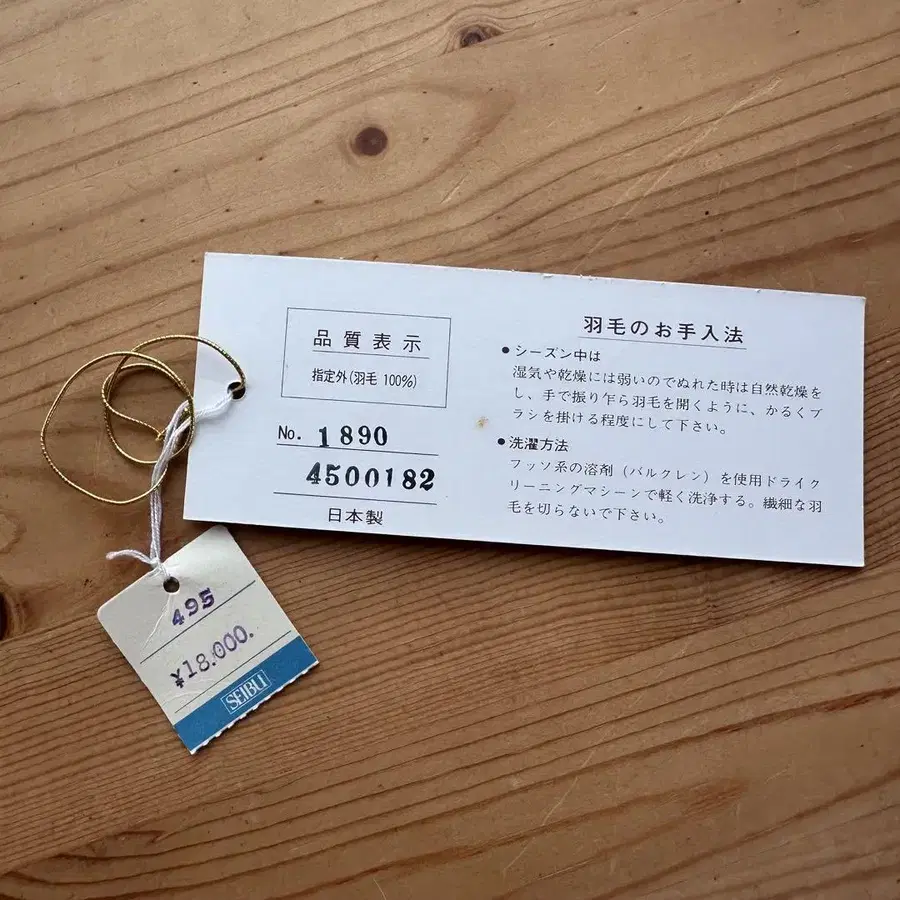 品質表示
指定外(羽毛 100%)
No. 1890
4500182
日本製
羽毛のお手入法
●シーズン中は
湿気や乾燥には弱いのでぬれた時は自然乾燥を
し、手で振り乍ら羽毛を開くように、かるくブ
ラシを掛ける程度にして下さい。
●洗濯方法
フッソ系の溶剤（バルクレン）を使用ドライク
リーニングマシーンで軽く洗浄する。繊細な羽
毛を切らないで下さい。
495
¥18.000.
SEIBU